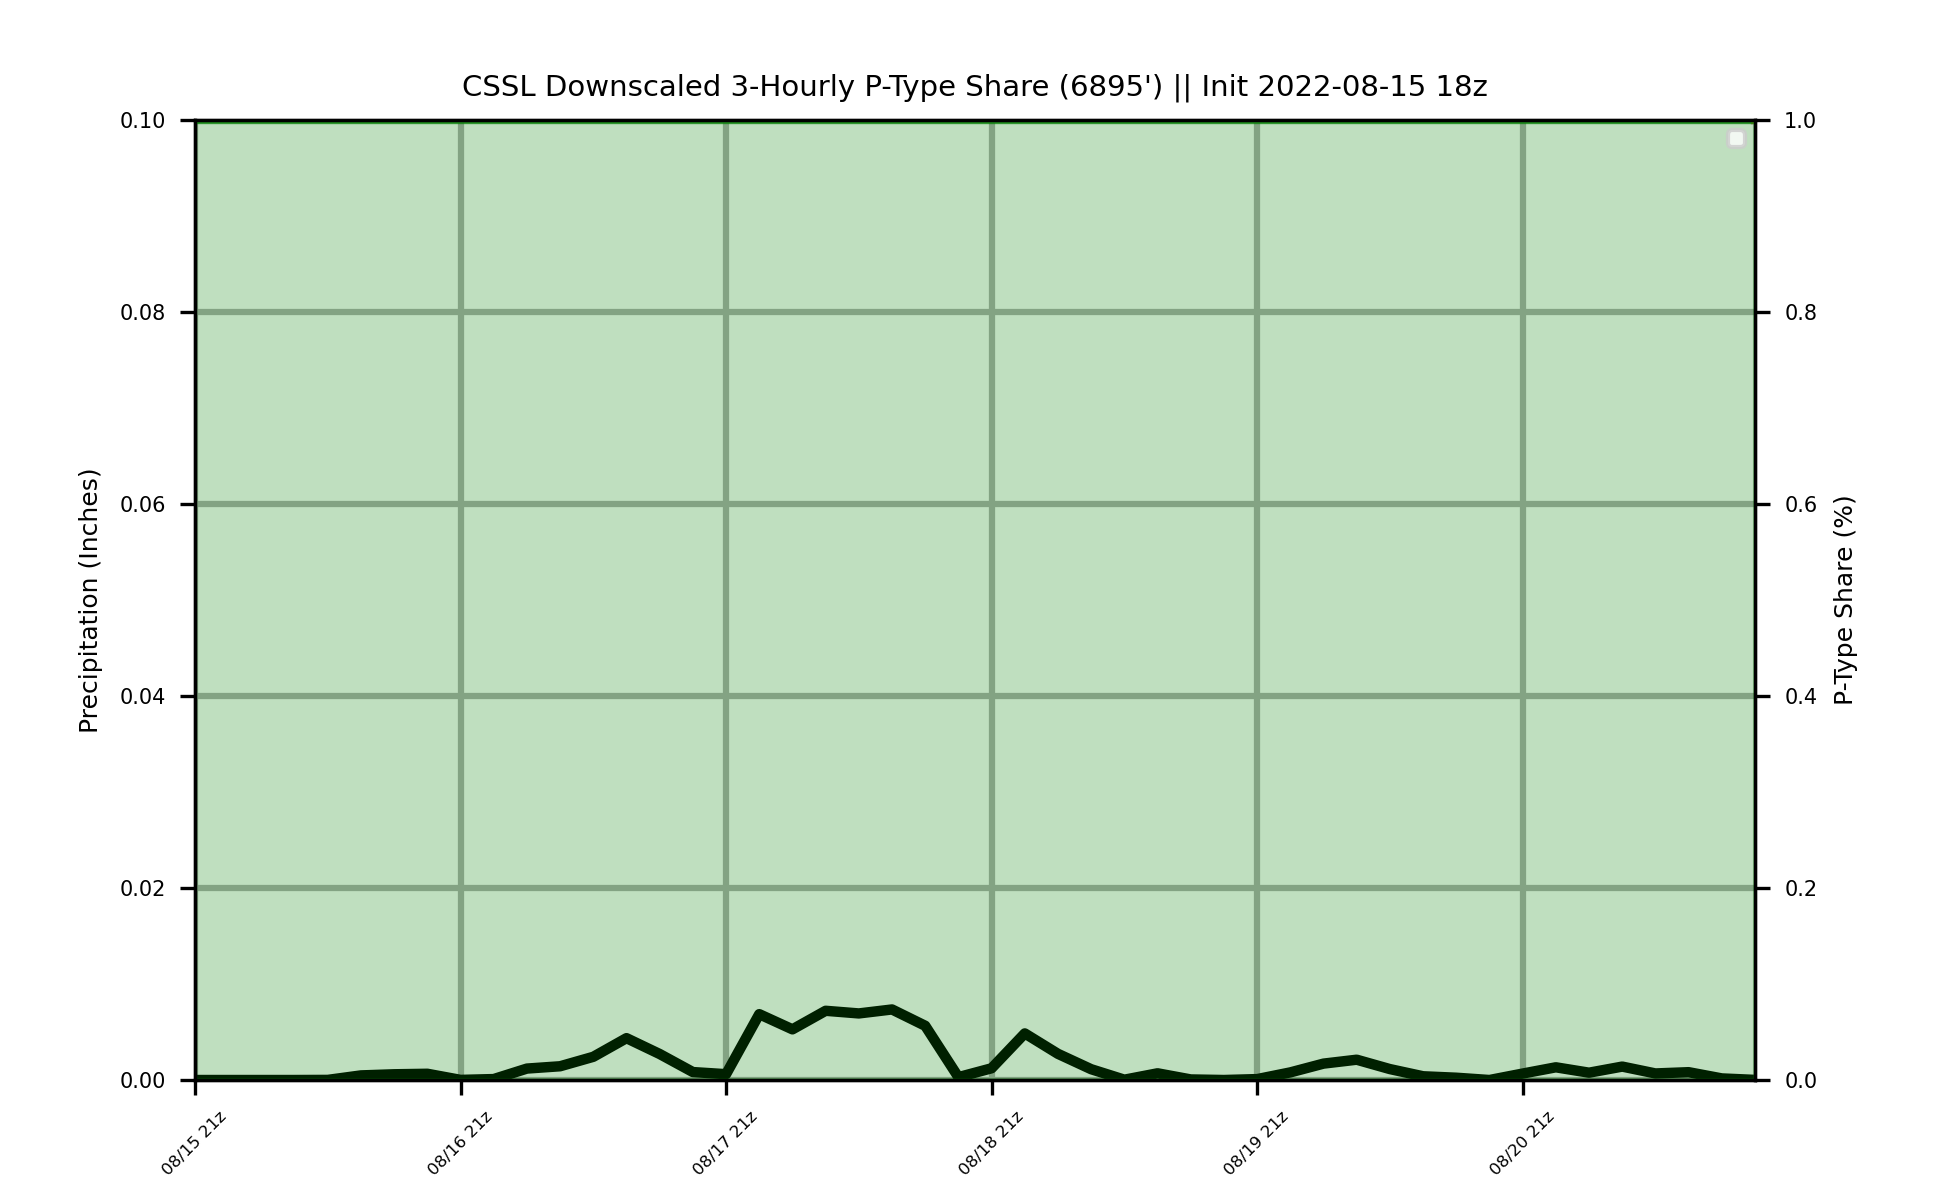 CSSL Downscaled 3-Hourly P-Type Share (6895') || Init 2022-08-15 18z
Precipitation (Inches)
0.10
0.08
0.06
0.04
0.02
0.00
1.0
0.8
0.6
0.4
0.2
0.0
P-Type Share (%)
08/15 21z
08/16 21z
08/17 21z
08/18 21z
08/19 21z
08/20 21z